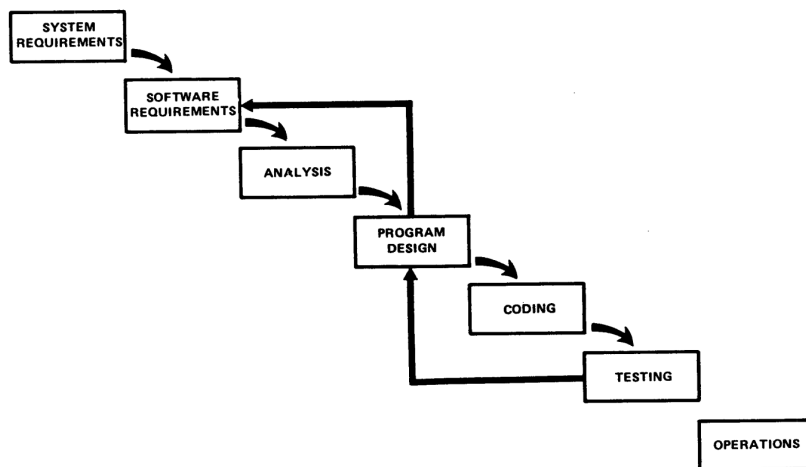 SYSTEM
REQUIREMENTS
SOFTWARE
REQUIREMENTS
ANALYSIS
PROGRAM
DESIGN
CODING
TESTING
OPERATIONS